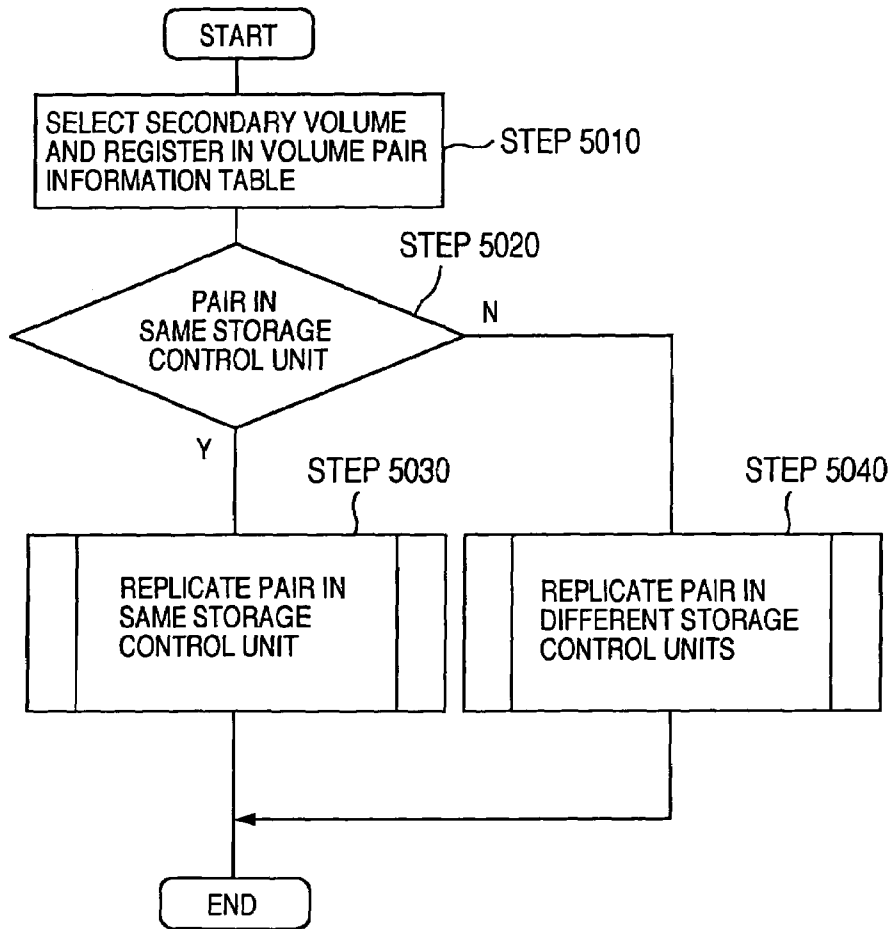 START
SELECT SECONDARY VOLUME
AND REGISTER IN VOLUME PAIR
INFORMATION TABLE
STEP 5010
STEP 5020
PAIR IN
SAME STORAGE
CONTROL UNIT
N
Y
STEP 5030
STEP 5040
REPLICATE PAIR IN
SAME STORAGE
CONTROL UNIT
REPLICATE PAIR IN
DIFFERENT STORAGE
CONTROL UNITS
END